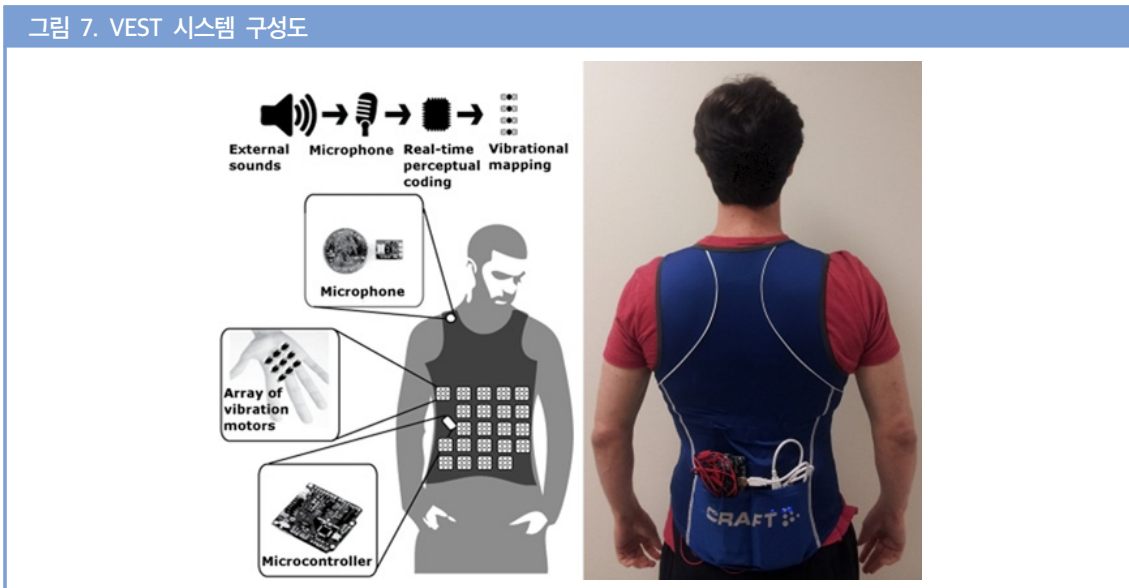 그림 7. VEST 시스템 구성도
External
sounds
Microphone
Real-time
perceptual
coding
Vibrational
mapping
Microphone
Array of
vibration
motors
Microcontroller
CRAFT